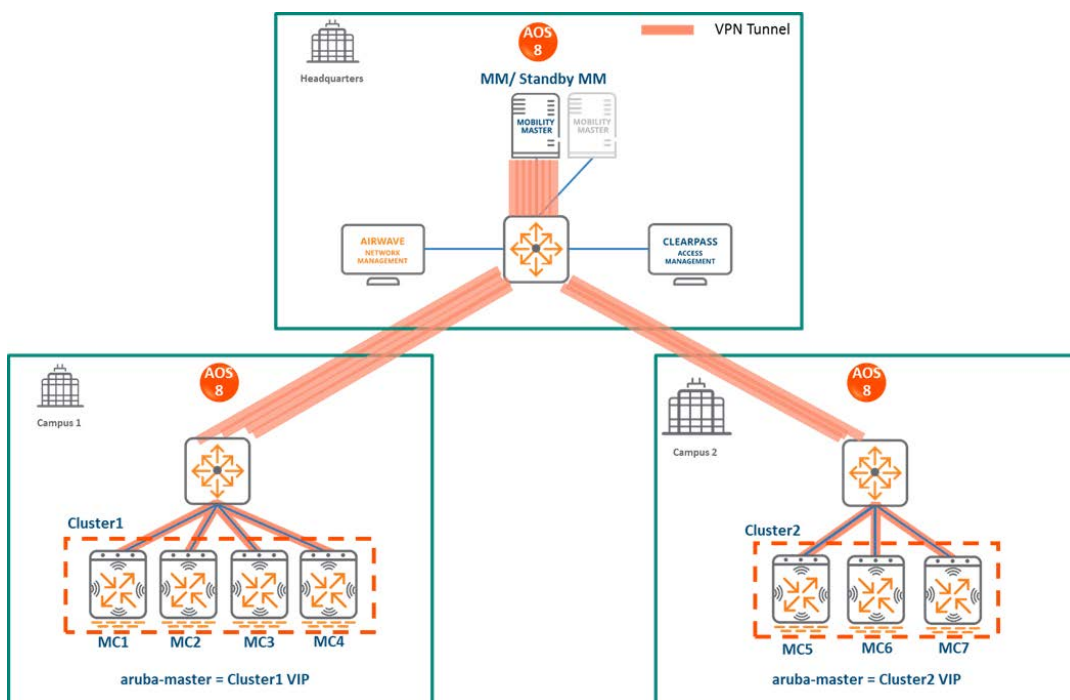 AOS
8
VPN Tunnel
Headquarters
MM/ Standby MM
MOBILITY
MASTER
MOBILITY
MASTER
AIRWAVE
NETWORK
MANAGEMENT
CLEARPASS
ACCESS
MANAGEMENT
AOS
8
Campus 1
Cluster1
MC1
MC2
MC3
MC4
aruba-master = Cluster1 VIP
AOS
8
Campus 2
Cluster2
MC5
MC6
MC7
aruba-master = Cluster2 VIP